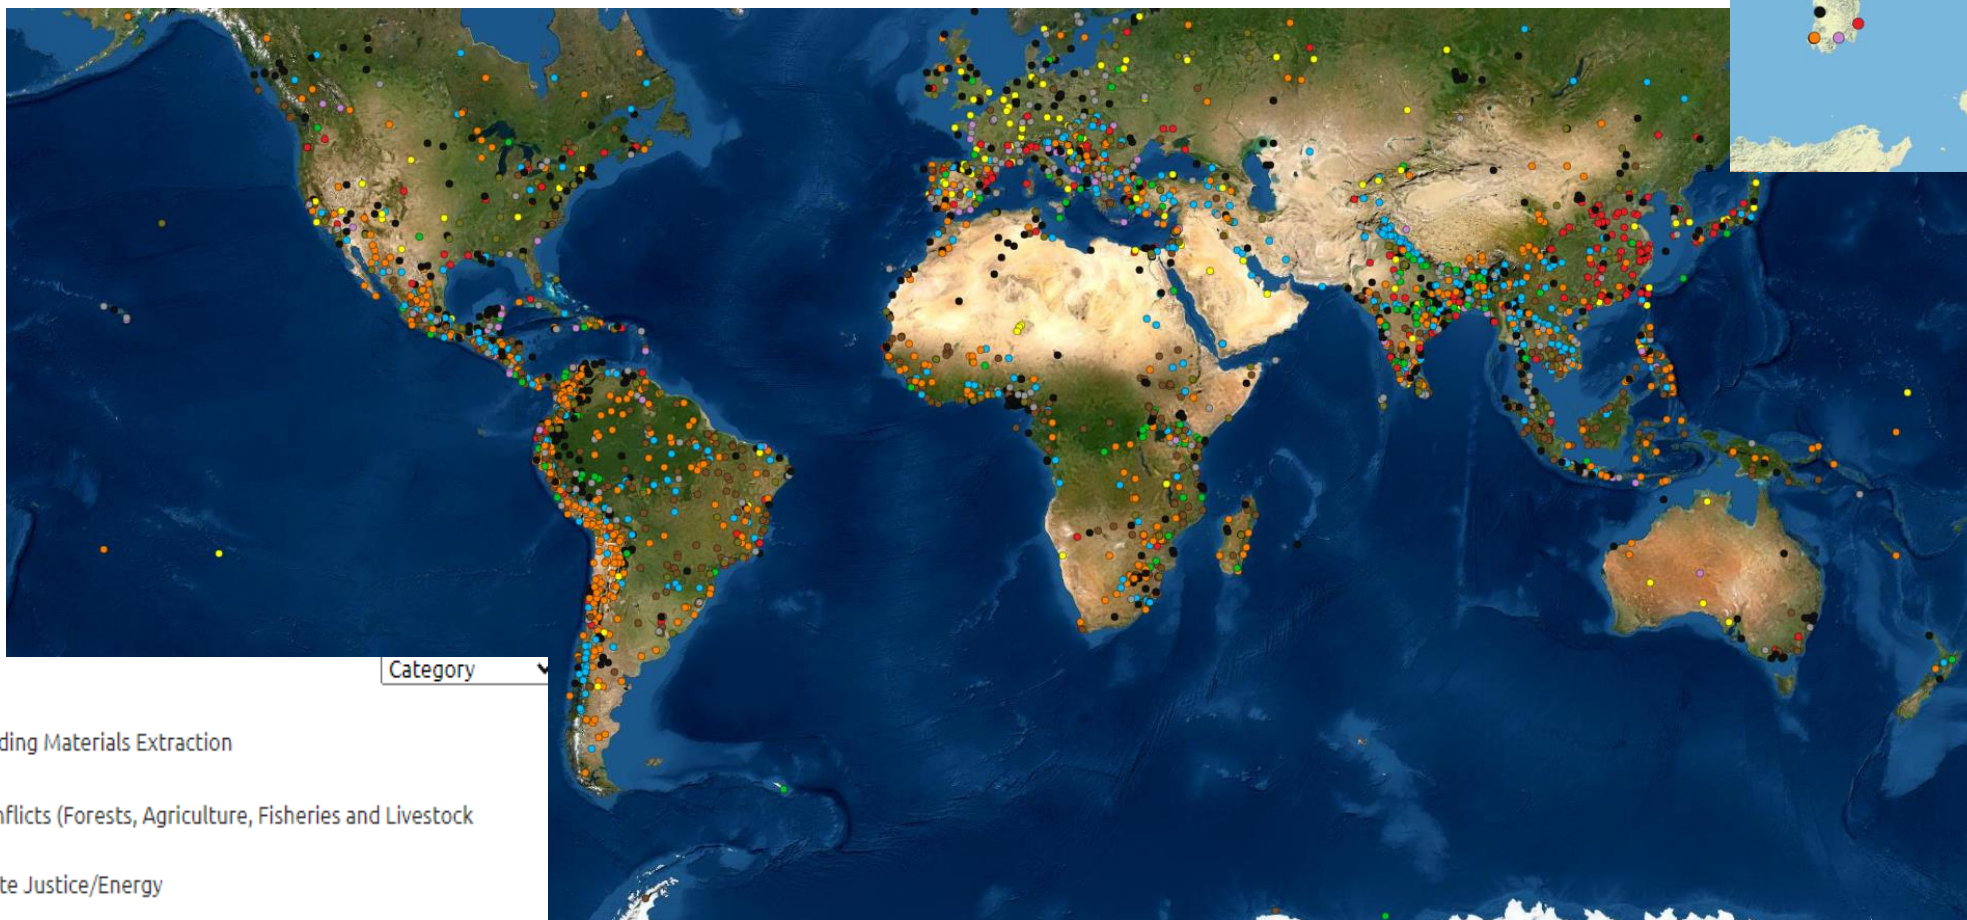 Category
ding Materials Extraction
nflicts (Forests, Agriculture, Fisheries and Livestock
te Justice/Energy